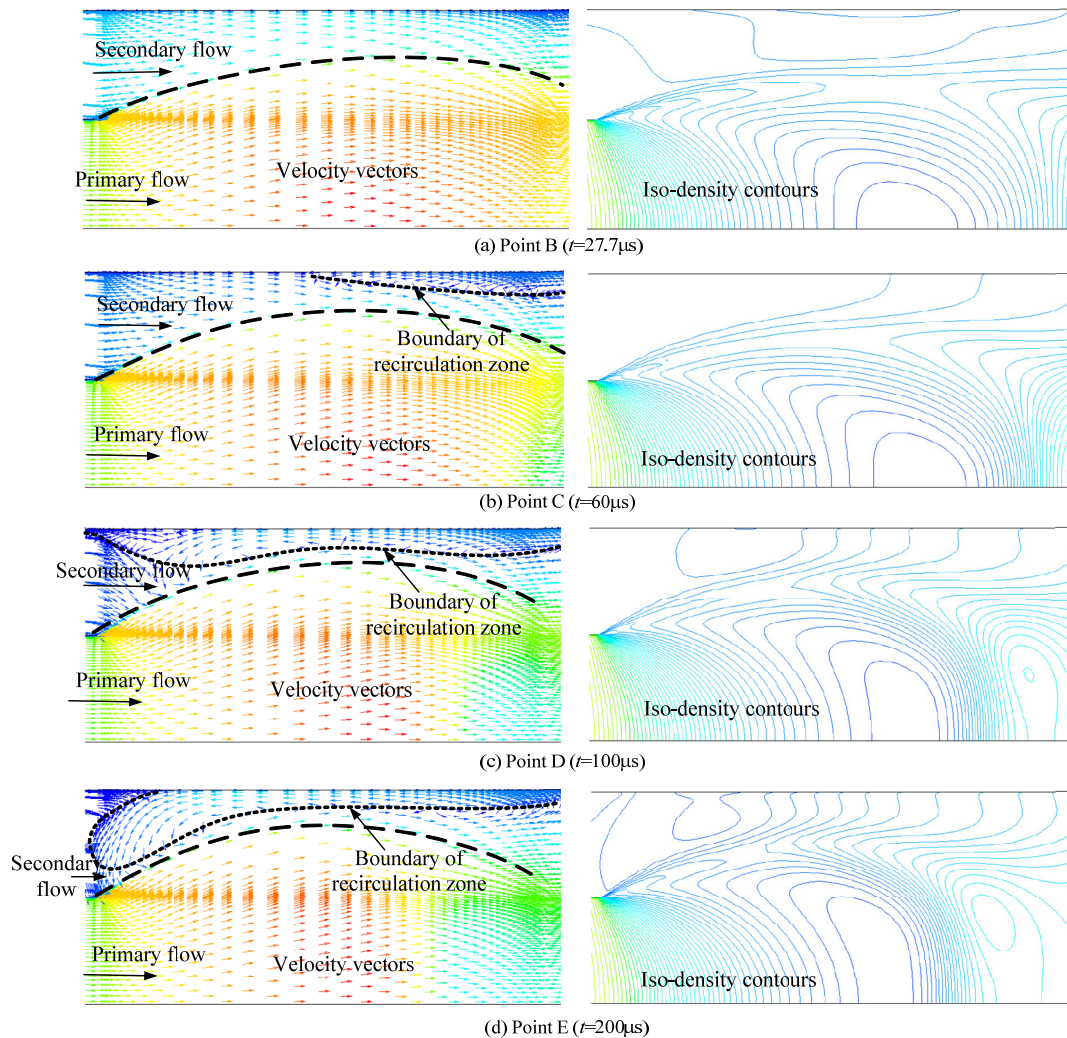 Secondary flow
Velocity vectors
Primary flow
Iso-density contours
(a) Point B (t=27.7μs)
Secondary flow
Boundary of
recirculation zone
Primary flow
Velocity vectors
Iso-density contours
(b) Point C (t=60μs)
Secondary flow
Boundary of
recirculation zone
Primary flow
Velocity vectors
Iso-density contours
(c) Point D (t=100μs)
Secondary
flow
Boundary of
recirculation zone
Primary flow
Velocity vectors
Iso-density contours
(d) Point E (t=200μs)